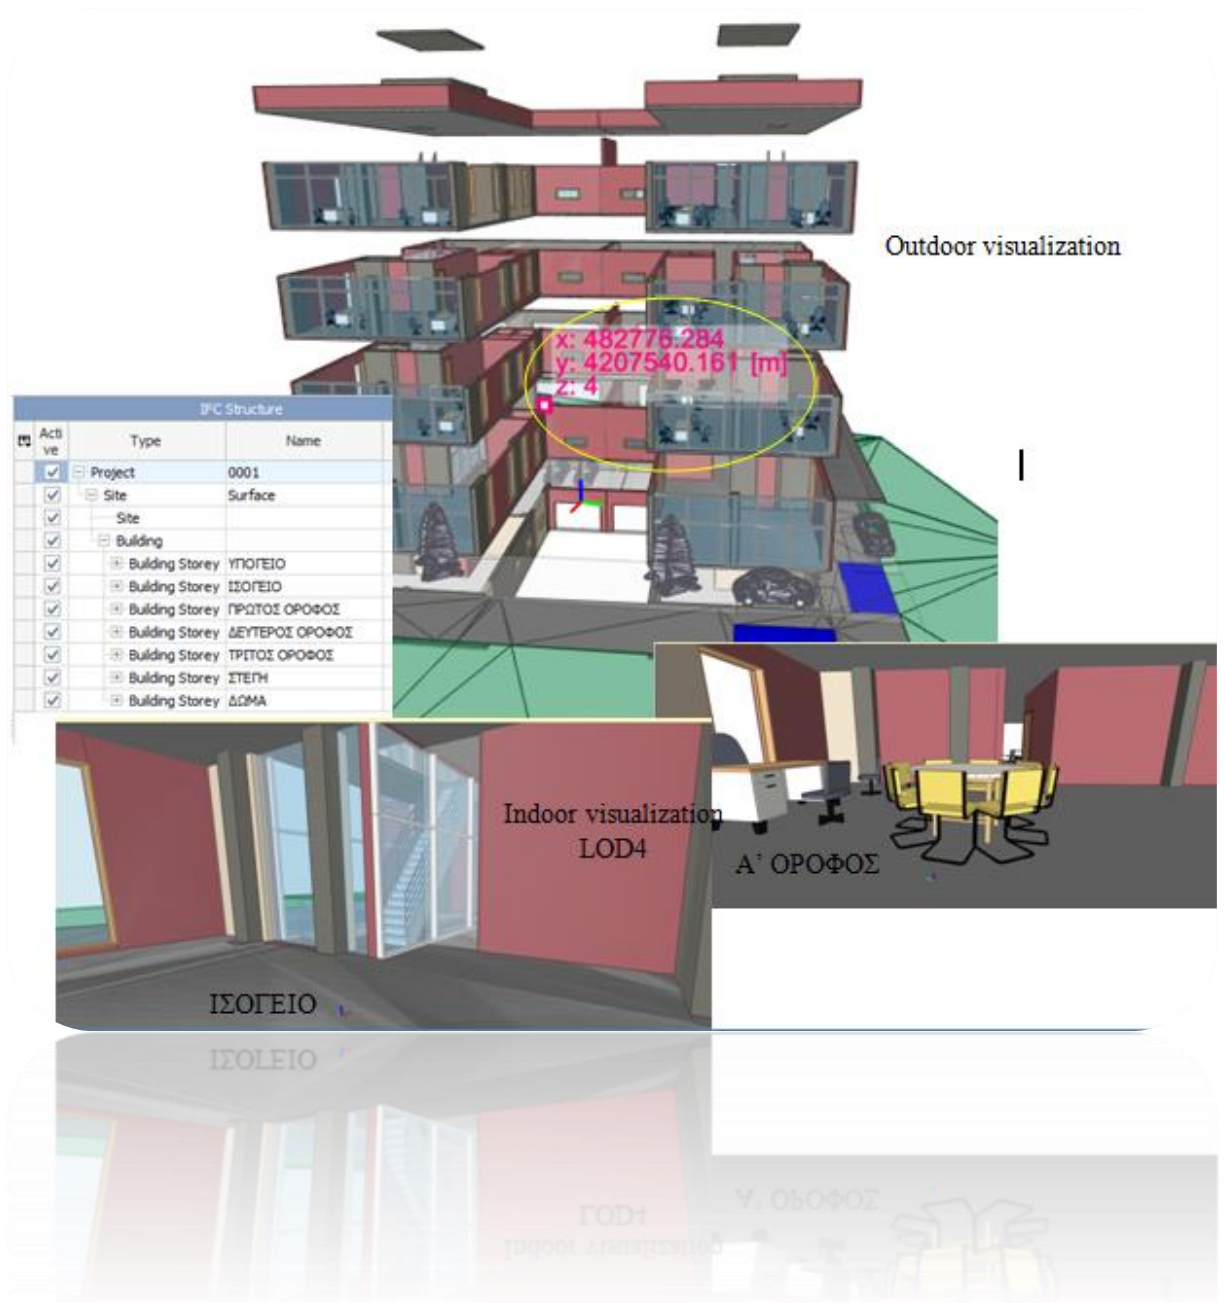 Outdoor visualization
x: 482776.284
y: 4207540.161 [m]
z: 4
IFC Structure
Acti
ve
Type Name
Project 0001
Site Surface
Site
Building
Building Storey ΥΠΟΓΕΙΟ
Building Storey ΙΣΟΓΕΙΟ
Building Storey ΠΡΩΤΟΣ ΟΡΟΦΟΣ
Building Storey ΔΕΥΤΕΡΟΣ ΟΡΟΦΟΣ
Building Storey ΤΡΙΤΟΣ ΟΡΟΦΟΣ
Building Storey ΣΤΕΓΗ
Building Storey ΔΩΜΑ
Indoor visualization
LOD4
Α΄ ΟΡΟΦΟΣ
ΙΣΟΓΕΙΟ